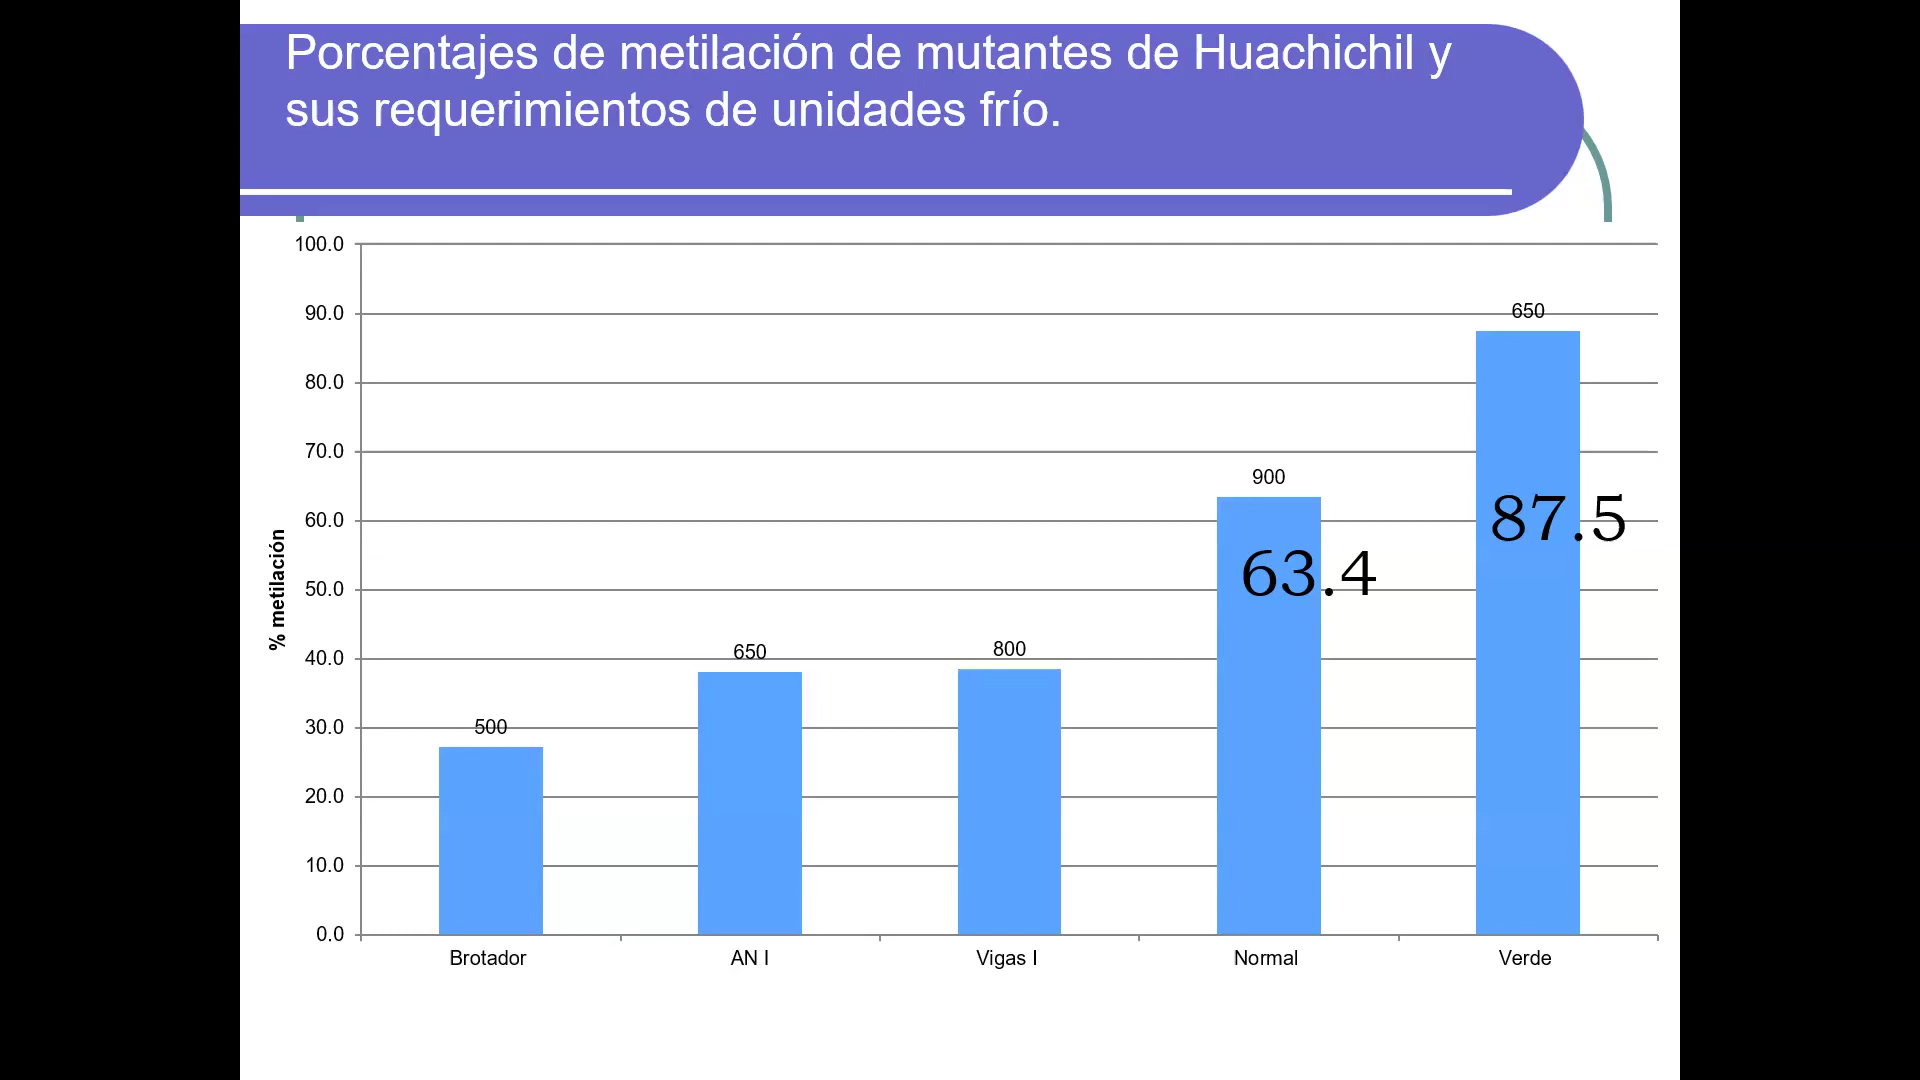 Porcentajes de metilación de mutantes de Huachichil y
sus requerimientos de unidades frío.
100.0
90.0
80.0
70.0
60.0
50.0
40.0
30.0
20.0
10.0
0.0
% metilación
500
650
800
900
650
63.4
87.5
Brotador
AN I
Vigas I
Normal
Verde